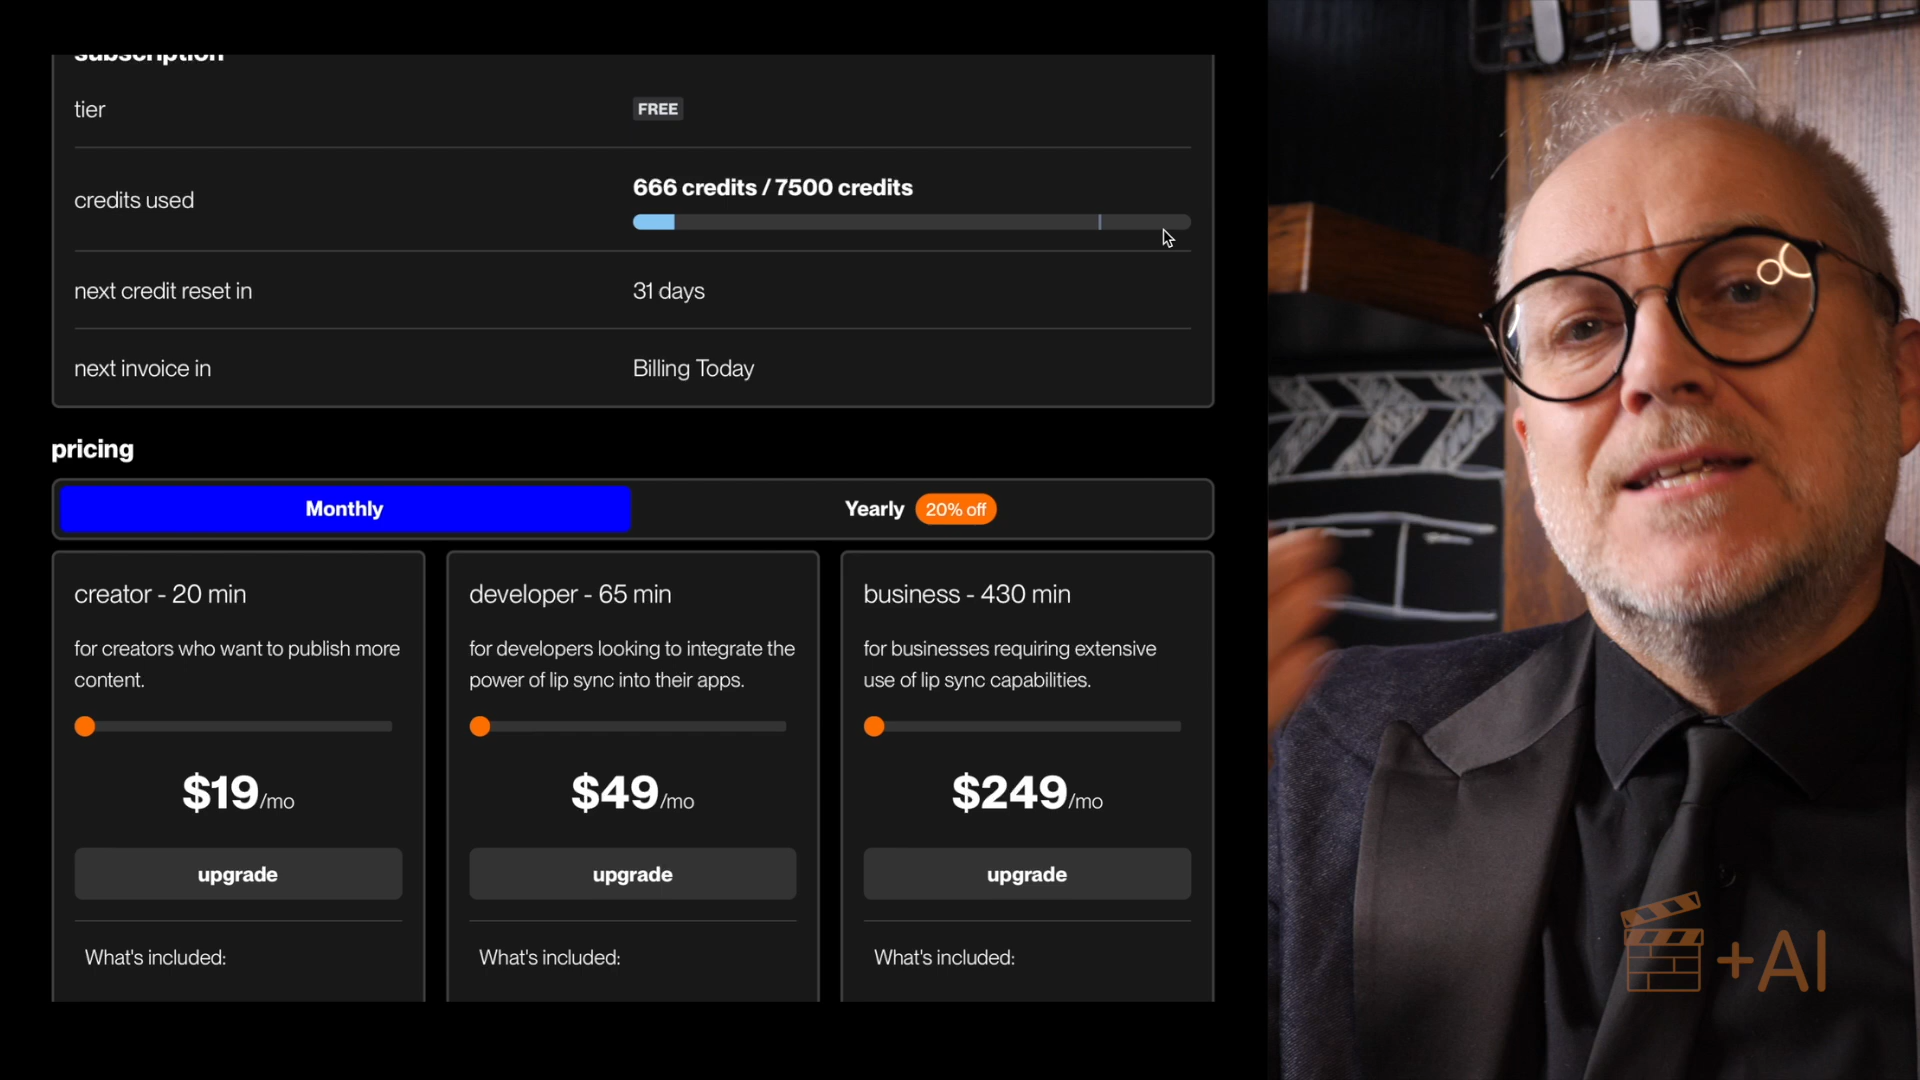 subscription
tier
FREE
credits used
666 credits / 7500 credits
next credit reset in
31 days
next invoice in
Billing Today
pricing
Monthly
Yearly 20% off
creator - 20 min
for creators who want to publish more
content.
$19/mo
upgrade
What's included:
developer - 65 min
for developers looking to integrate the
power of lip sync into their apps.
$49/mo
upgrade
What's included:
business - 430 min
for businesses requiring extensive
use of lip sync capabilities.
$249/mo
upgrade
What's included:
+AI